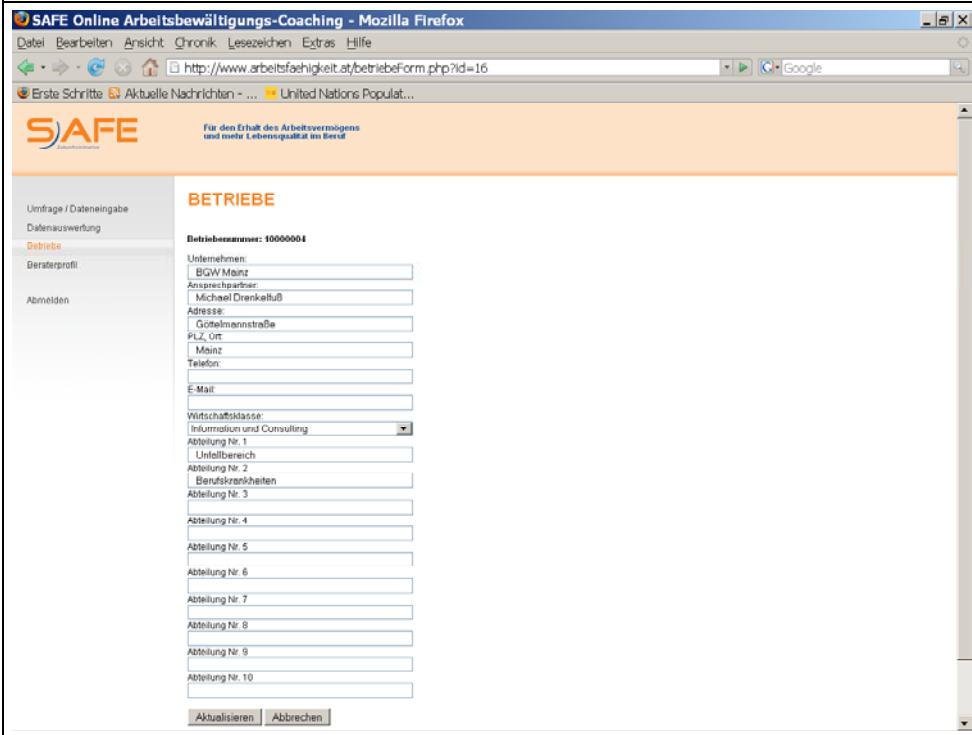 SAFE Online Arbeitsbewältigungs-Coaching - Mozilla Firefox
Datei Bearbeiten Ansicht Chronik Lesezeichen Extras Hilfe
http://www.arbeitsfaehigkeit.at/betriebeForm.php?id=16
Google
Erste Schritte Aktuelle Nachrichten - ... United Nations Populat...
S)AFE
Für den Erhalt des Arbeitsvermögens
und mehr Lebensqualität im Beruf
Umfrage / Dateneingabe
Datenauswertung
Betriebe
Beraterprofil
Abmelden
BETRIEBE
Betriebenummer: 10000004
Unternehmen:
BGW Mainz
Ansprechpartner:
Michael Drenkelfuß
Adresse:
Göttelmannstraße
PLZ, Ort:
Mainz
Telefon:
E-Mail:
Wirtschaftsklasse:
Information und Consulting
Abteilung Nr. 1
Unfallbereich
Abteilung Nr. 2
Berufskrankheiten
Abteilung Nr. 3
Abteilung Nr. 4
Abteilung Nr. 5
Abteilung Nr. 6
Abteilung Nr. 7
Abteilung Nr. 8
Abteilung Nr. 9
Abteilung Nr. 10
Aktualisieren Abbrechen